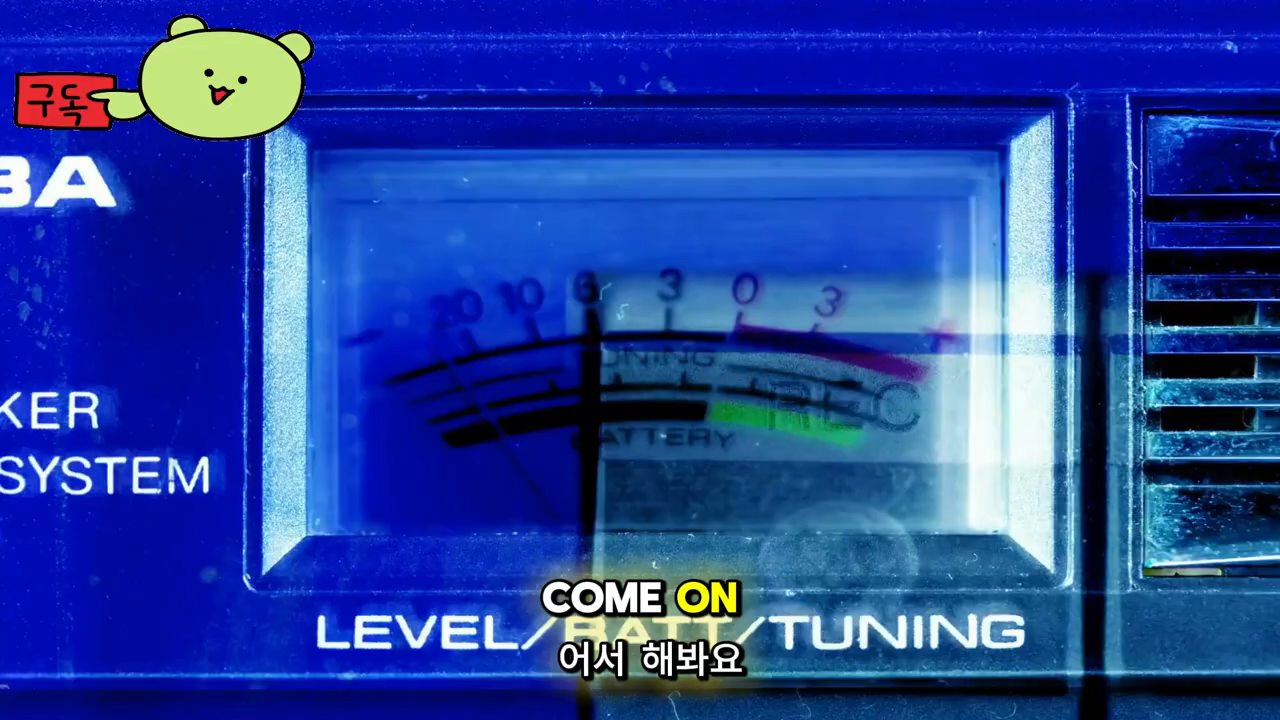 구독
BA
20 10 6 3 0 3 +
TUNING
REC
BATTERY
KER
SYSTEM
COME ON
LEVEL/BATT/TUNING
어서 해봐요